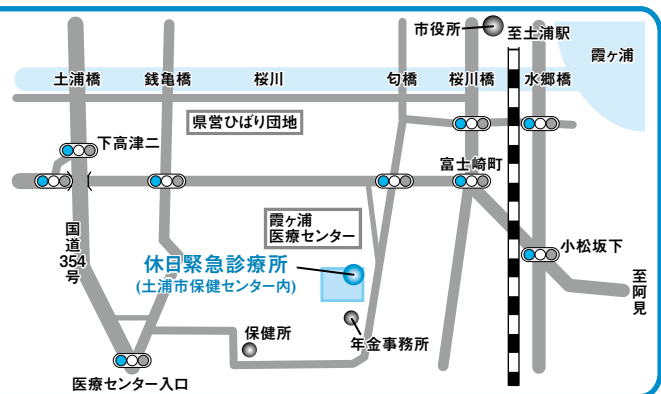 市役所
至土浦駅
霞ヶ浦
土浦橋
銭亀橋
桜川
匂橋
桜川橋
水郷橋
県営ひばり団地
下高津二
富士崎町
霞ヶ浦
医療センター
国道354号
休日緊急診療所
(土浦市保健センター内)
小松坂下
至阿見
保健所
年金事務所
医療センター入口